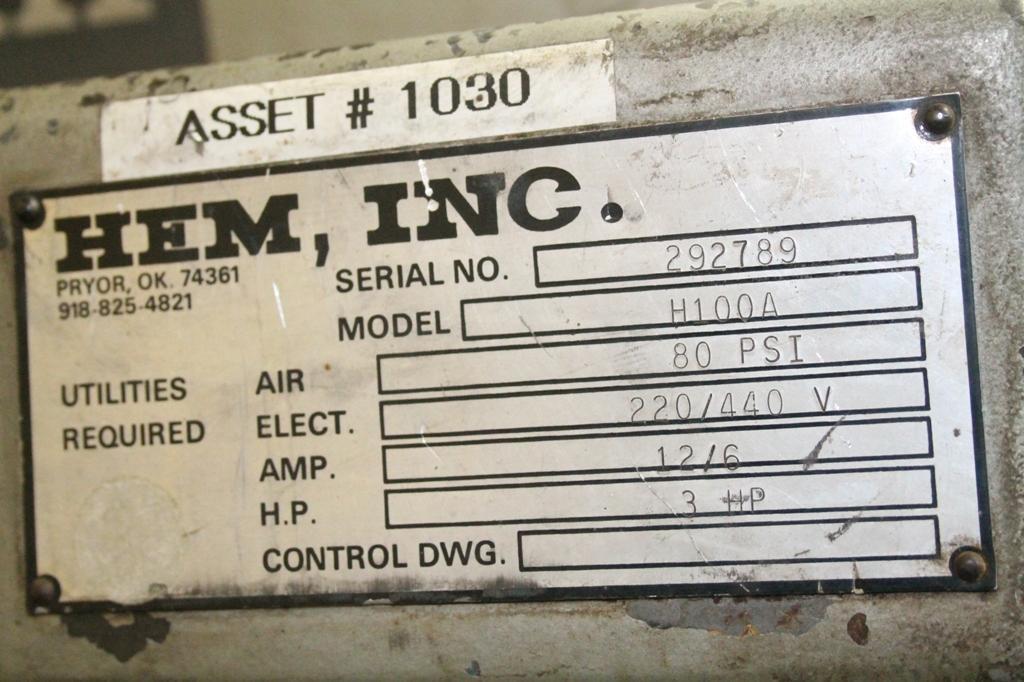 ASSET # 1030
HEM, INC.
PRYOR, OK. 74361
918-825-4821
SERIAL NO. 292789
MODEL H100A
UTILITIES REQUIRED
AIR 80 PSI
ELECT. 220/440 V
AMP. 12/6
H.P. 3 HP
CONTROL DWG.